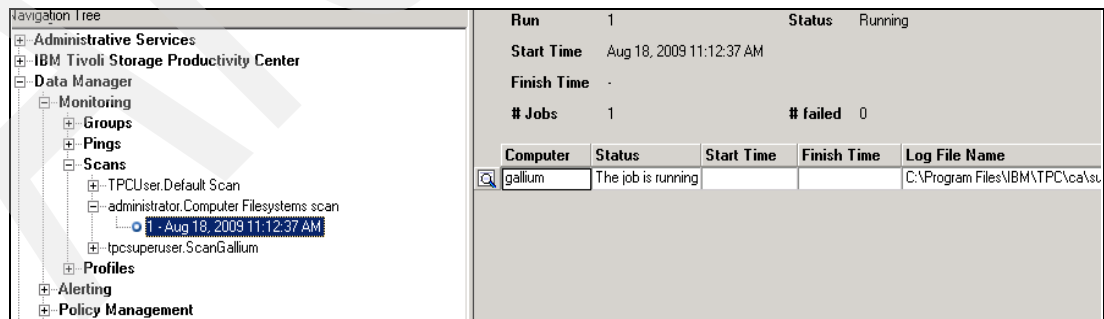 Navigation Tree
Administrative Services
IBM Tivoli Storage Productivity Center
Data Manager
Monitoring
Groups
Pings
Scans
TPCUser.Default Scan
administrator.Computer Filesystems scan
1 - Aug 18, 2009 11:12:37 AM
tpcsuperuser.ScanGallium
Profiles
Alerting
Policy Management
Run 1 Status Running
Start Time Aug 18, 2009 11:12:37 AM
Finish Time -
# Jobs 1 # failed 0
Computer Status Start Time Finish Time Log File Name
gallium The job is running C:\Program Files\IBM\TPC\ca\su